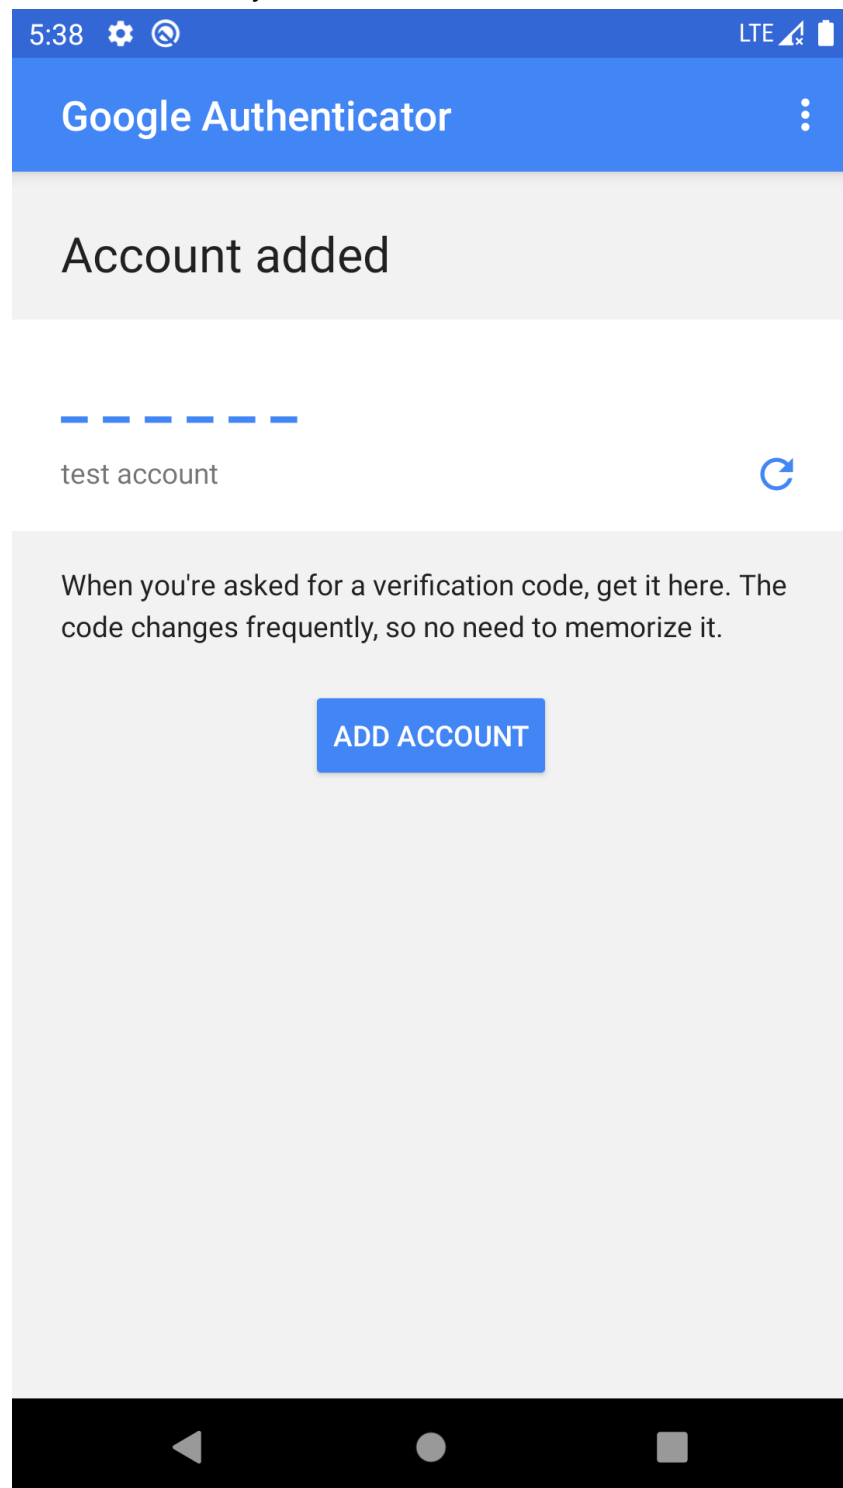 5:38 LTE
Google Authenticator
Account added
test account
When you're asked for a verification code, get it here. The
code changes frequently, so no need to memorize it.
ADD ACCOUNT